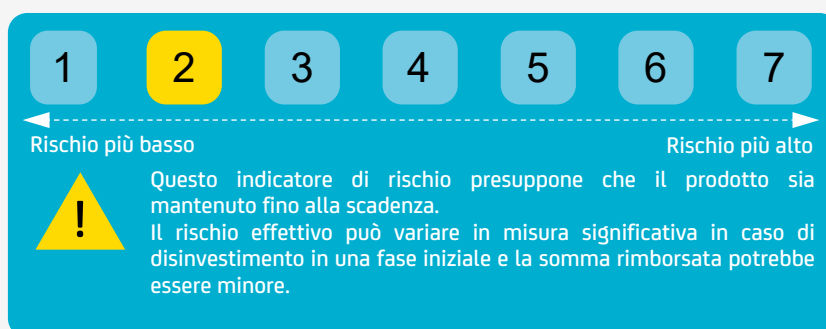 1 2 3 4 5 6 7
Rischio più basso Rischio più alto
!
Questo indicatore di rischio presuppone che il prodotto sia
mantenuto fino alla scadenza.
Il rischio effettivo può variare in misura significativa in caso di
disinvestimento in una fase iniziale e la somma rimborsata potrebbe
essere minore.